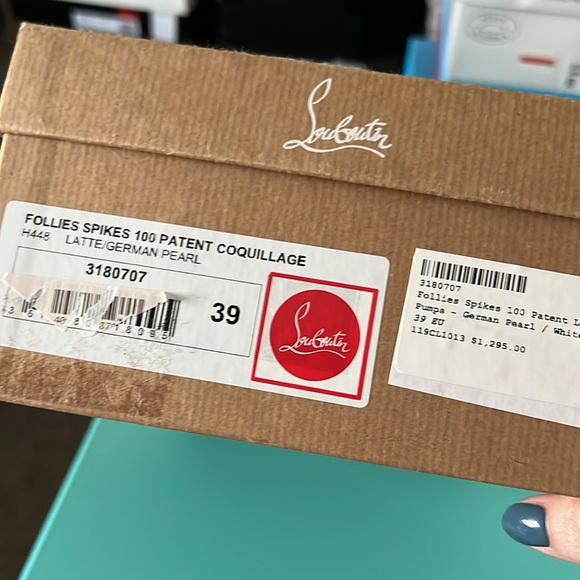 Louboutin
FOLLIES SPIKES 100 PATENT COQUILLAGE
H448 LATTE/GERMAN PEARL
3180707
39
Louboutin
3180707
Follies Spikes 100 Patent L
Pumps - German Pearl / White
39 EU
119CL1013 $1,295.00